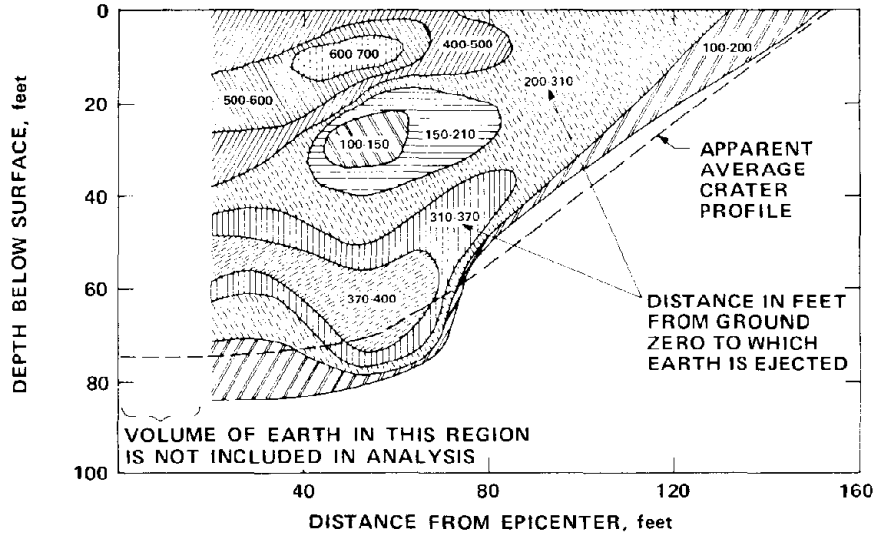 DEPTH BELOW SURFACE, feet
0
20
40
60
80
100
600-700
400-500
500-600
200-310
100-200
150-210
100-150
310-370
370-400
APPARENT
AVERAGE
CRATER
PROFILE
DISTANCE IN FEET
FROM GROUND
ZERO TO WHICH
EARTH IS EJECTED
VOLUME OF EARTH IN THIS REGION
IS NOT INCLUDED IN ANALYSIS
40
80
120
160
DISTANCE FROM EPICENTER, feet